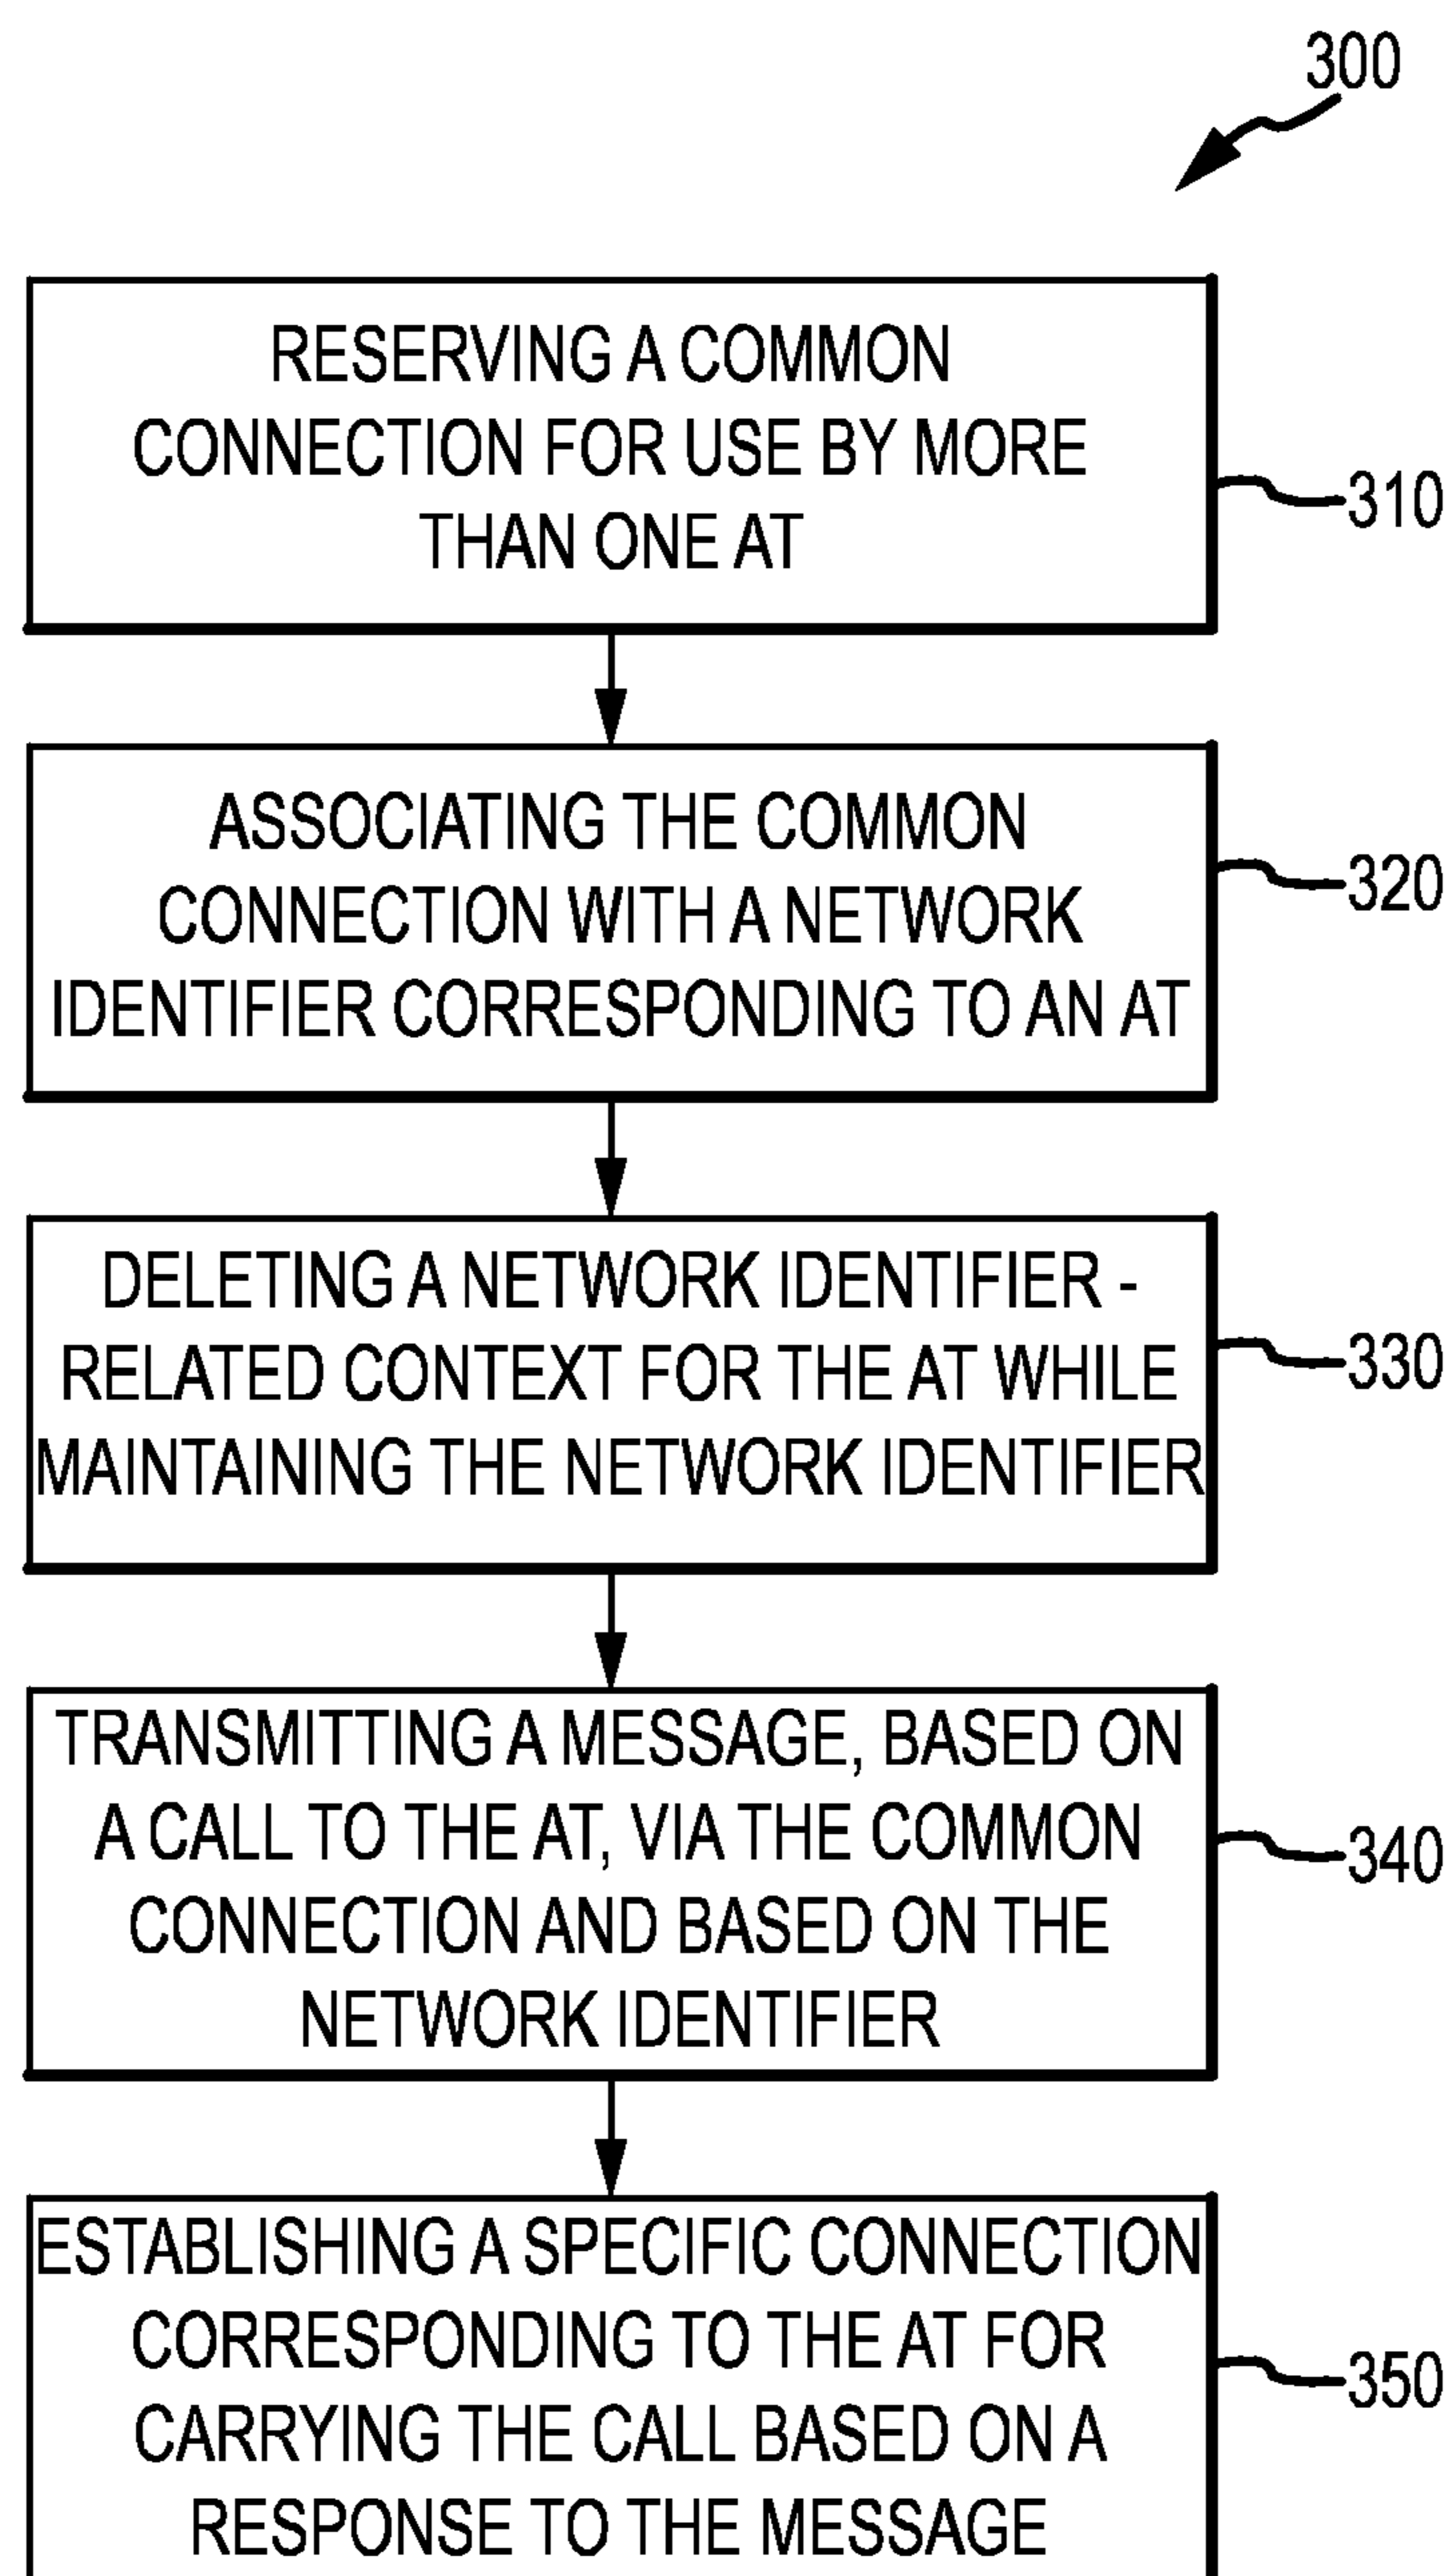 300
RESERVING A COMMON
CONNECTION FOR USE BY MORE
THAN ONE AT
310
ASSOCIATING THE COMMON
CONNECTION WITH A NETWORK
IDENTIFIER CORRESPONDING TO AN AT
320
DELETING A NETWORK IDENTIFIER -
RELATED CONTEXT FOR THE AT WHILE
MAINTAINING THE NETWORK IDENTIFIER
330
TRANSMITTING A MESSAGE, BASED ON
A CALL TO THE AT, VIA THE COMMON
CONNECTION AND BASED ON THE
NETWORK IDENTIFIER
340
ESTABLISHING A SPECIFIC CONNECTION
CORRESPONDING TO THE AT FOR
CARRYING THE CALL BASED ON A
RESPONSE TO THE MESSAGE
350